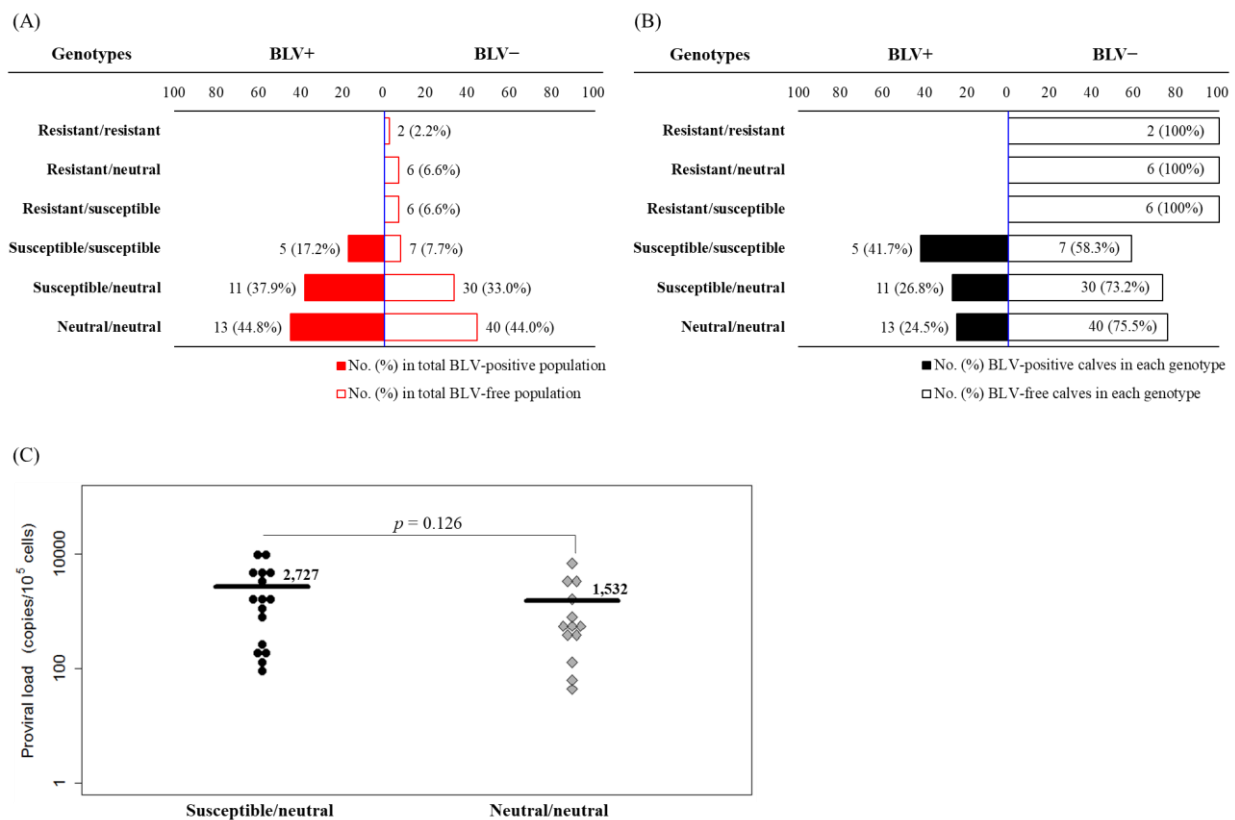 (A)
Genotypes BLV+ BLV−
100 80 60 40 20 0 20 40 60 80 100
Resistant/resistant 2 (2.2%)
Resistant/neutral 6 (6.6%)
Resistant/susceptible 6 (6.6%)
Susceptible/susceptible 5 (17.2%) 7 (7.7%)
Susceptible/neutral 11 (37.9%) 30 (33.0%)
Neutral/neutral 13 (44.8%) 40 (44.0%)
No. (%) in total BLV-positive population
No. (%) in total BLV-free population
(B)
Genotypes BLV+ BLV−
100 80 60 40 20 0 20 40 60 80 100
Resistant/resistant 2 (100%)
Resistant/neutral 6 (100%)
Resistant/susceptible 6 (100%)
Susceptible/susceptible 5 (41.7%) 7 (58.3%)
Susceptible/neutral 11 (26.8%) 30 (73.2%)
Neutral/neutral 13 (24.5%) 40 (75.5%)
No. (%) BLV-positive calves in each genotype
No. (%) BLV-free calves in each genotype
(C)
Proviral load (copies/10⁵ cells)
10000
100
1
p = 0.126
2,727
1,532
Susceptible/neutral Neutral/neutral